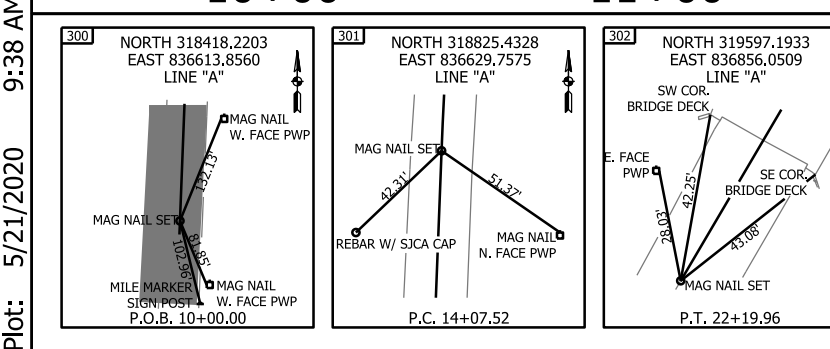 Plot: 5/21/2020 9:38 AM
300
NORTH 318418.2203
EAST 836613.8560
LINE "A"
MAG NAIL
W. FACE PWP
132.13'
MAG NAIL SET
81.85'
102.96'
MILE MARKER
SIGN POST
MAG NAIL
W. FACE PWP
P.O.B. 10+00.00
301
NORTH 318825.4328
EAST 836629.7575
LINE "A"
MAG NAIL SET
42.31'
51.37'
REBAR W/ SJCA CAP
MAG NAIL
N. FACE PWP
P.C. 14+07.52
302
NORTH 319597.1933
EAST 836856.0509
LINE "A"
SW COR.
BRIDGE DECK
E. FACE
PWP
SE COR.
BRIDGE DECK
28.03'
42.25'
43.08'
MAG NAIL SET
P.T. 22+19.96